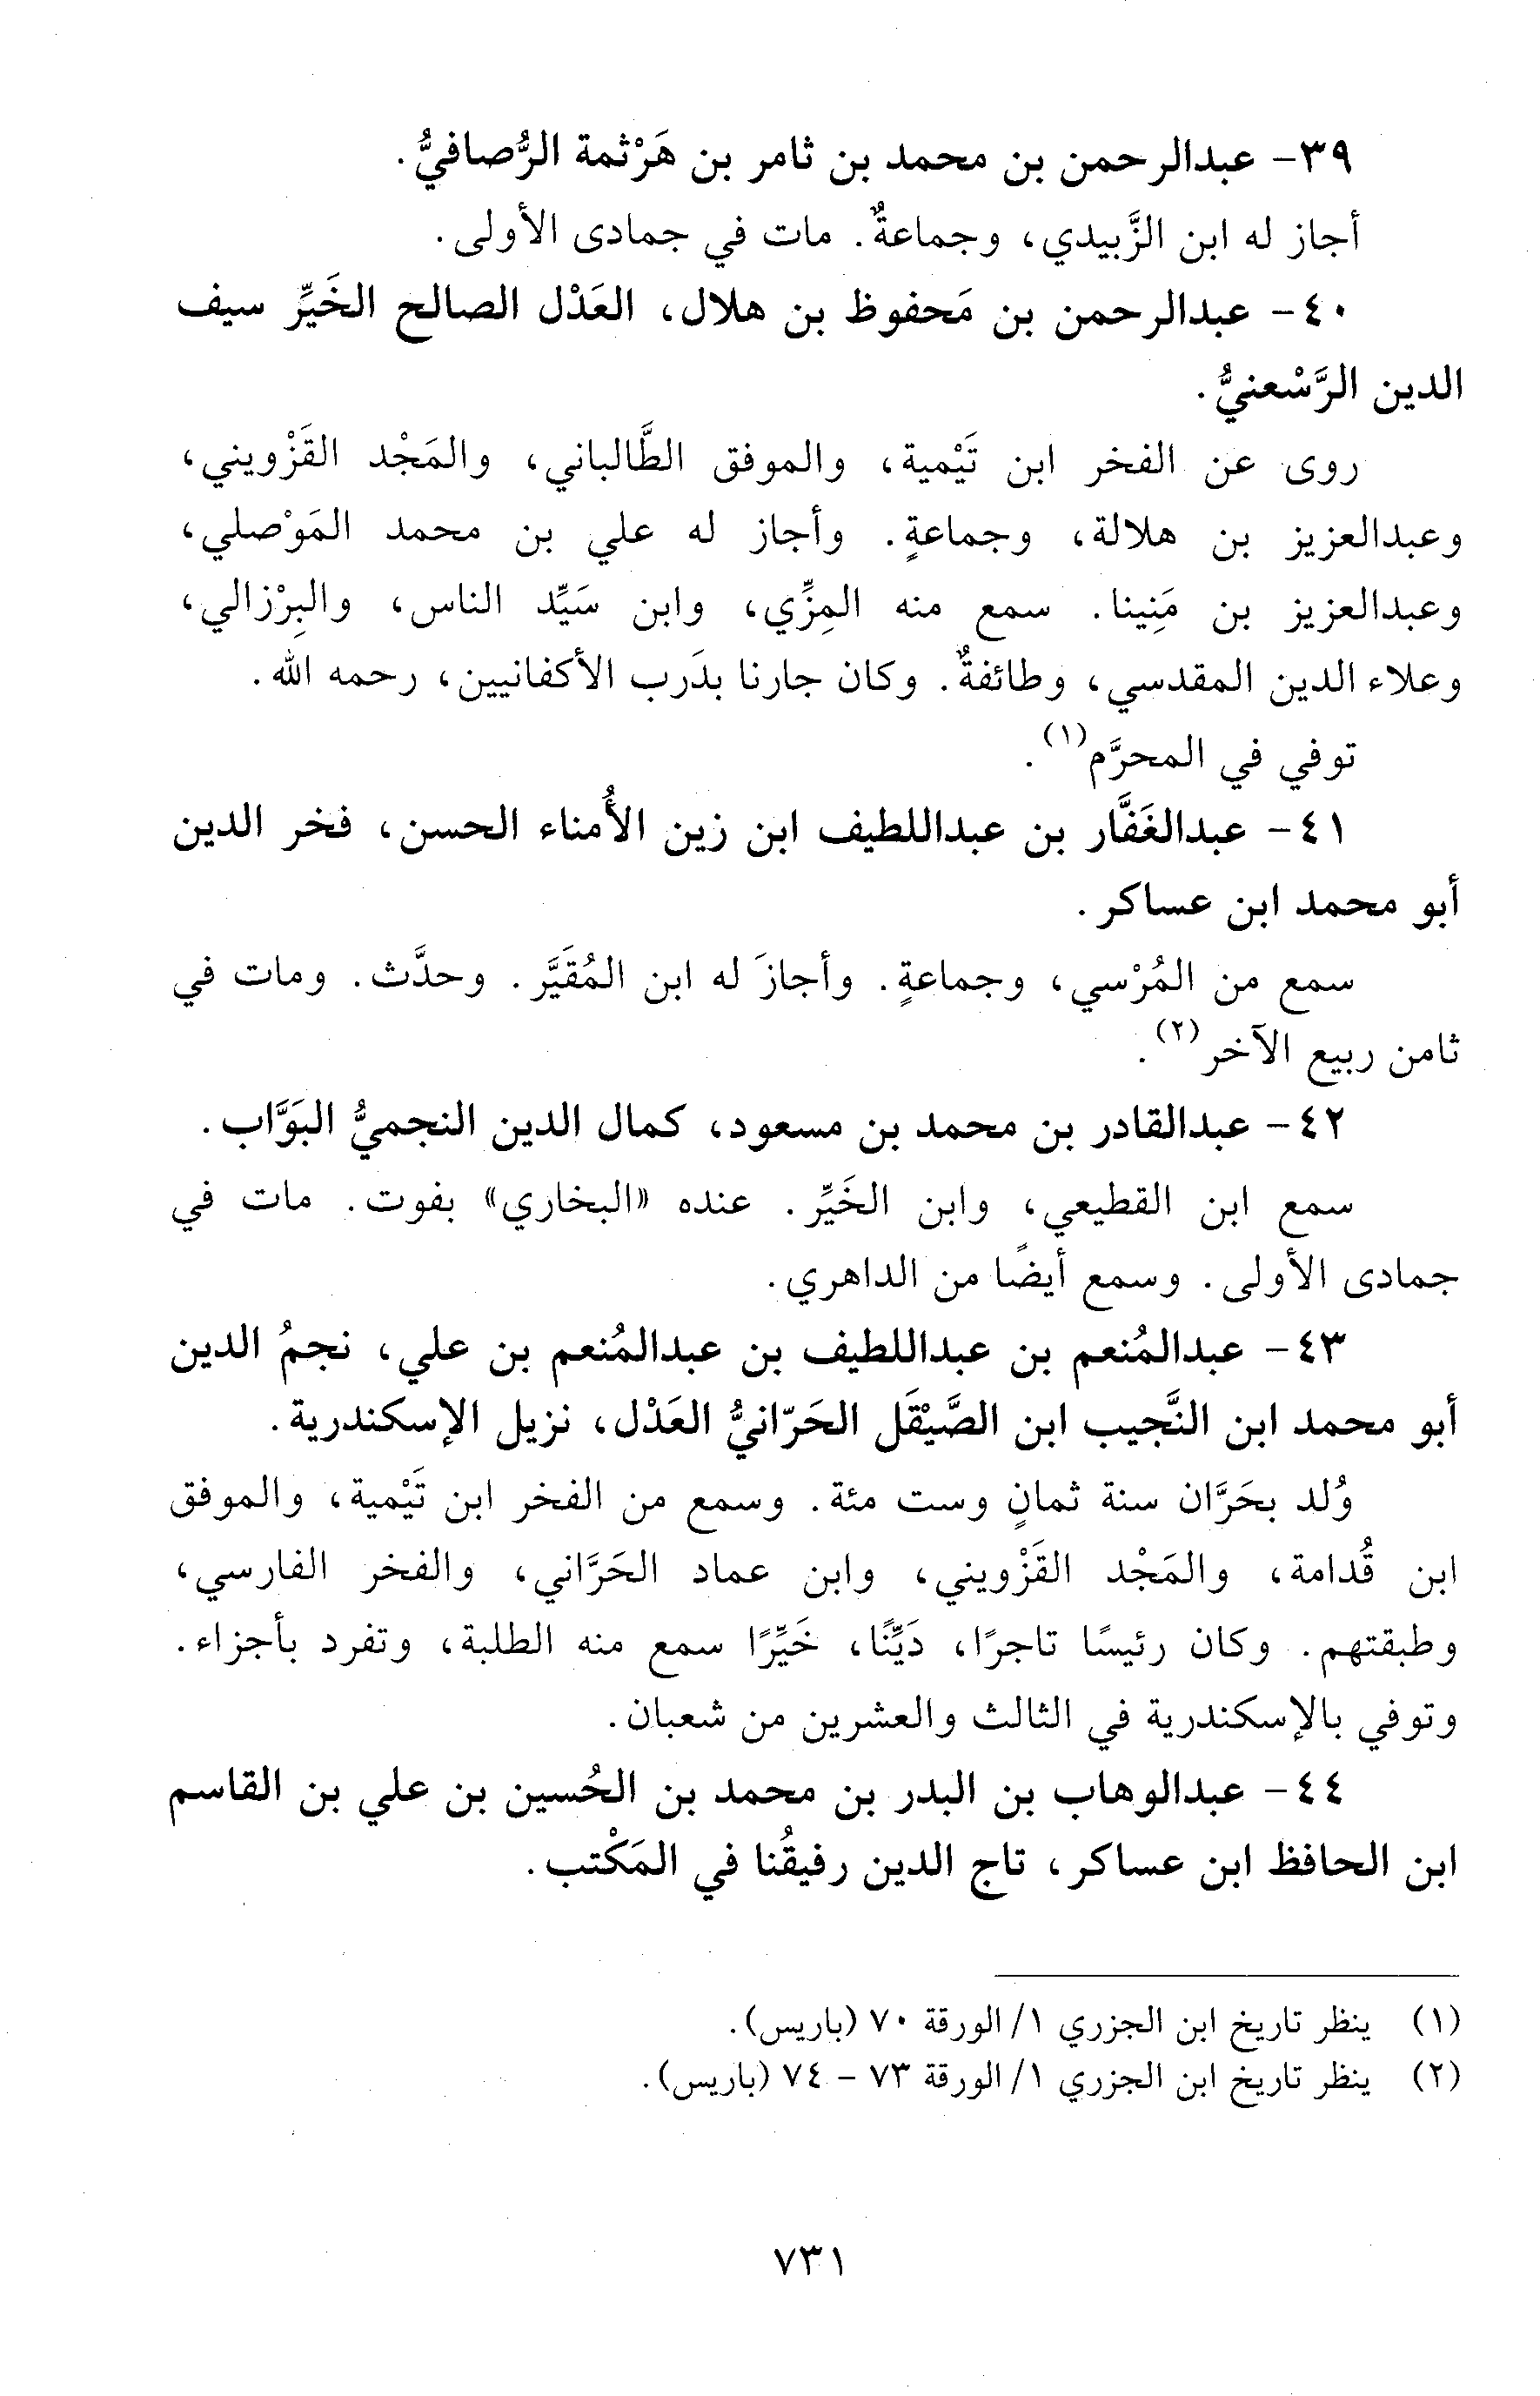 ٣٩- عبدالرحمن بن محمد بن ثامر بن هَرْثمة الرُّصافيُّ.
أجاز له ابن الزَّبيدي، وجماعةٌ. مات في جمادى الأولى.
٤٠- عبدالرحمن بن مَحفوظ بن هلال، العَدْل الصالح الخَيِّر سيف
الدين الرَّسْعنيُّ.
روى عن الفخر ابن تَيْمية، والموفق الطَّالباني، والمَجْد القَزْويني،
وعبدالعزيز بن هلالة، وجماعةٍ. وأجاز له علي بن محمد المَوْصلي،
وعبدالعزيز بن مَنِينا. سمع منه المِزِّي، وابن سَيِّد الناس، والبِرْزالي،
وعلاء الدين المقدسي، وطائفةٌ. وكان جارنا بدَرب الأكفانيين، رحمه الله.
توفي في المحرَّم(١).
٤١- عبدالغَفَّار بن عبداللطيف ابن زين الأُمناء الحسن، فخر الدين
أبو محمد ابن عساكر.
سمع من المُرْسي، وجماعةٍ. وأجازَ له ابن المُقَيَّر. وحدَّث. ومات في
ثامن ربيع الآخر(٢).
٤٢- عبدالقادر بن محمد بن مسعود، كمال الدين النجميُّ البَوَّاب.
سمع ابن القطيعي، وابن الخَيِّر. عنده «البخاري» بفوت. مات في
جمادى الأولى. وسمع أيضًا من الداهري.
٤٣- عبدالمُنعم بن عبداللطيف بن عبدالمُنعم بن علي، نجمُ الدين
أبو محمد ابن النَّجيب ابن الصَّيْقَل الحَرّانيُّ العَدْل، نزيل الإسكندرية.
وُلد بحَرَّان سنة ثمانٍ وست مئة. وسمع من الفخر ابن تَيْمية، والموفق
ابن قُدامة، والمَجْد القَزْويني، وابن عماد الحَرَّاني، والفخر الفارسي،
وطبقتهم. وكان رئيسًا تاجرًا، دَيِّنًا، خَيِّرًا سمع منه الطلبة، وتفرد بأجزاء.
وتوفي بالإسكندرية في الثالث والعشرين من شعبان.
٤٤- عبدالوهاب بن البدر بن محمد بن الحُسين بن علي بن القاسم
ابن الحافظ ابن عساكر، تاج الدين رفيقُنا في المَكْتب.
(١) ينظر تاريخ ابن الجزري ١/ الورقة ٧٠ (باريس).
(٢) ينظر تاريخ ابن الجزري ١/ الورقة ٧٣ - ٧٤ (باريس).
٧٣١